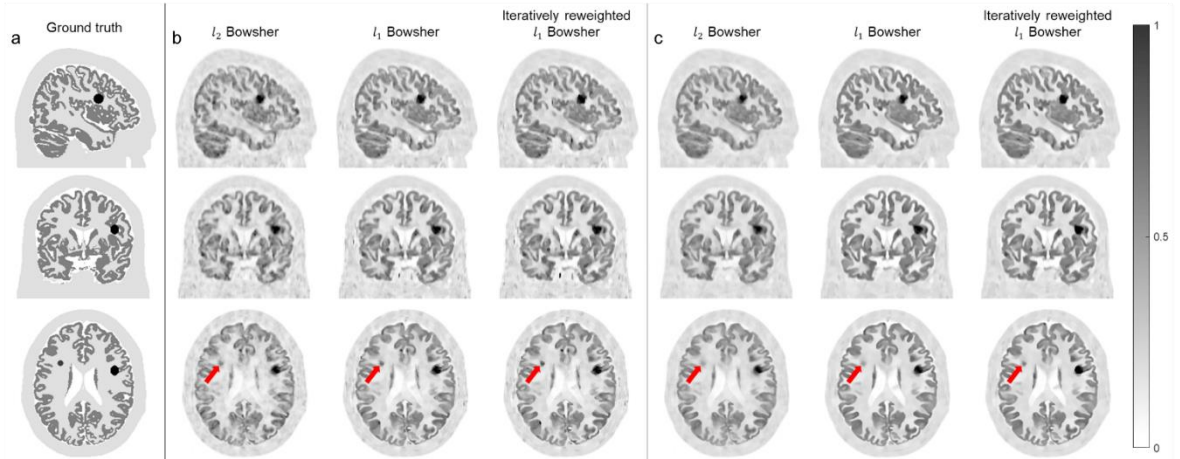 a
Ground truth
b
l₂ Bowsher
l₁ Bowsher
Iteratively reweighted
l₁ Bowsher
c
l₂ Bowsher
l₁ Bowsher
Iteratively reweighted
l₁ Bowsher
1
0.5
0